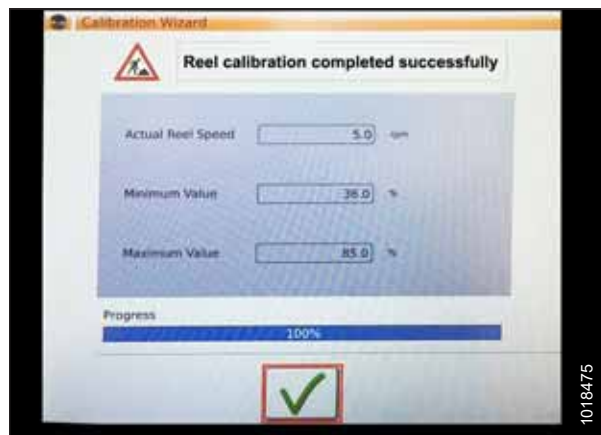 Calibration Wizard
Reel calibration completed successfully
Actual Reel Speed 5.0 rpm
Minimum Value 36.0 %
Maximum Value 85.0 %
Progress
100%
1018475